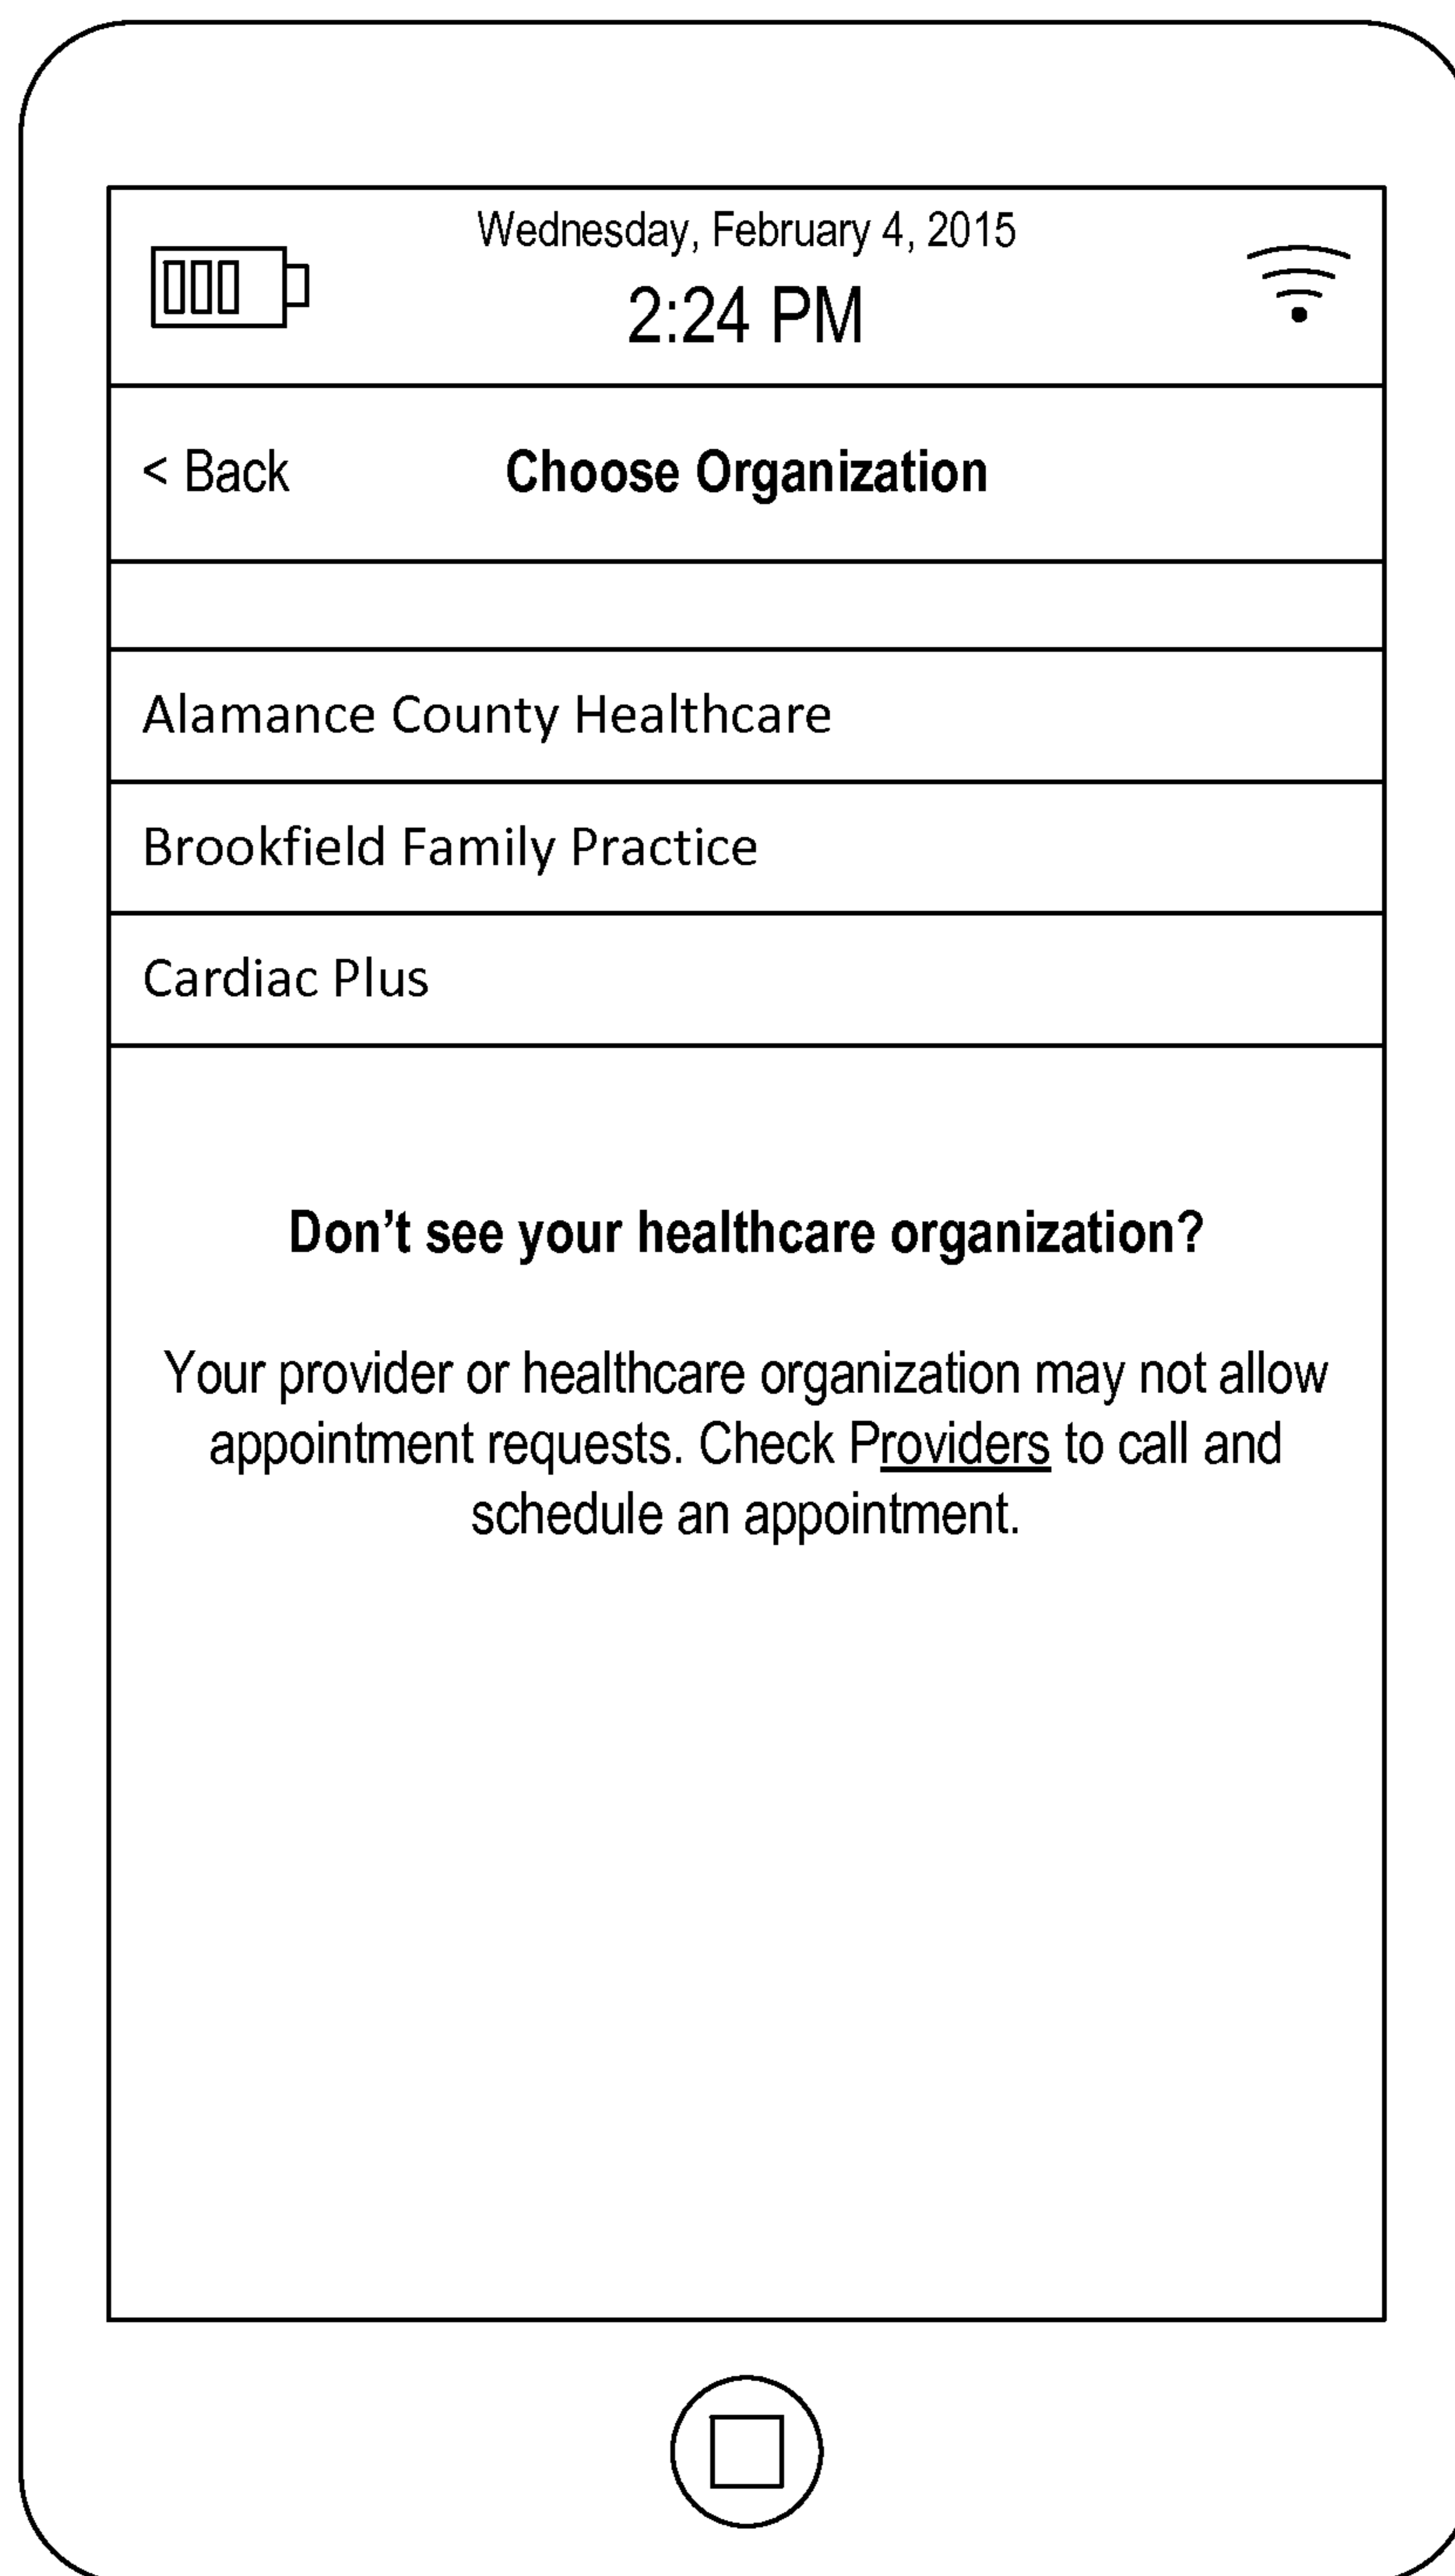 Wednesday, February 4, 2015
2:24 PM
< Back Choose Organization
Alamance County Healthcare
Brookfield Family Practice
Cardiac Plus
Don’t see your healthcare organization?
Your provider or healthcare organization may not allow
appointment requests. Check Providers to call and
schedule an appointment.